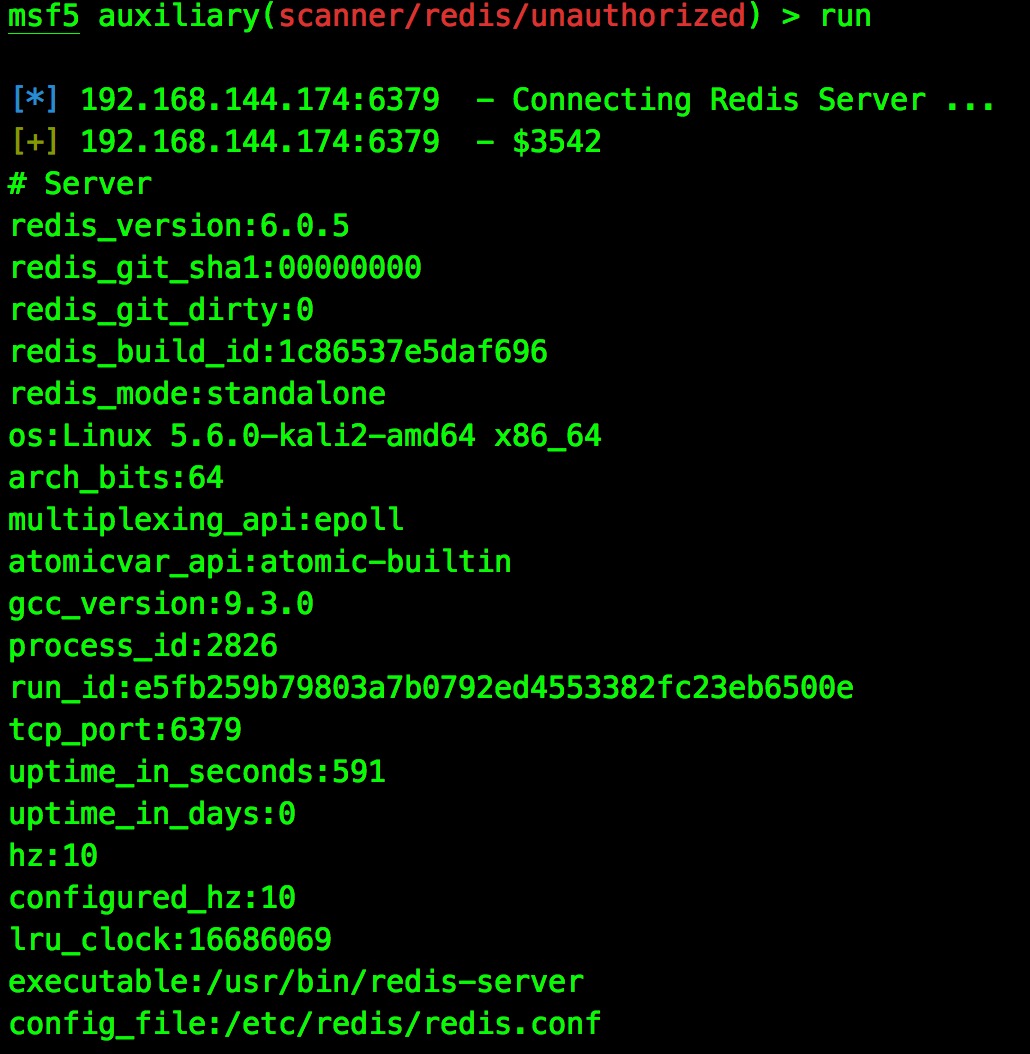 msf5 auxiliary(scanner/redis/unauthorized) > run
[*] 192.168.144.174:6379  - Connecting Redis Server ...
[+] 192.168.144.174:6379  - $3542
# Server
redis_version:6.0.5
redis_git_sha1:00000000
redis_git_dirty:0
redis_build_id:1c86537e5daf696
redis_mode:standalone
os:Linux 5.6.0-kali2-amd64 x86_64
arch_bits:64
multiplexing_api:epoll
atomicvar_api:atomic-builtin
gcc_version:9.3.0
process_id:2826
run_id:e5fb259b79803a7b0792ed4553382fc23eb6500e
tcp_port:6379
uptime_in_seconds:591
uptime_in_days:0
hz:10
configured_hz:10
lru_clock:16686069
executable:/usr/bin/redis-server
config_file:/etc/redis/redis.conf